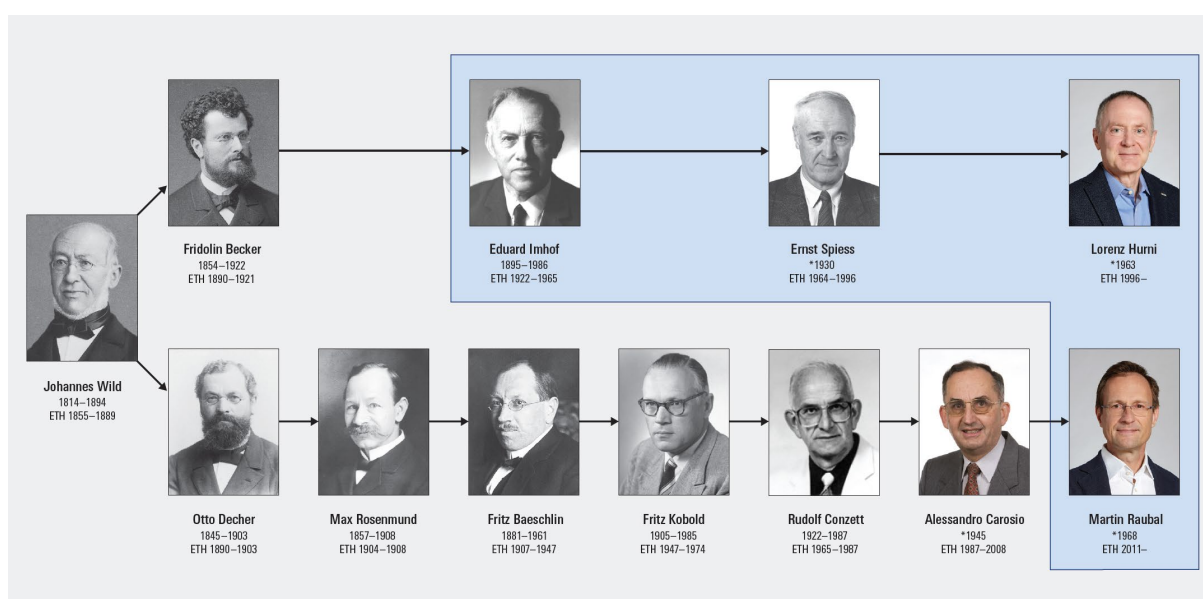 Fridolin Becker
1854–1922
ETH 1890–1921
Eduard Imhof
1895–1986
ETH 1922–1965
Ernst Spiess
*1930
ETH 1964–1996
Lorenz Hurni
*1963
ETH 1996–
Johannes Wild
1814–1894
ETH 1855–1889
Otto Decher
1845–1903
ETH 1890–1903
Max Rosenmund
1857–1908
ETH 1904–1908
Fritz Baeschlin
1881–1961
ETH 1907–1947
Fritz Kobold
1905–1985
ETH 1947–1974
Rudolf Conzett
1922–1987
ETH 1965–1987
Alessandro Carosio
*1945
ETH 1987–2008
Martin Raubal
*1968
ETH 2011–